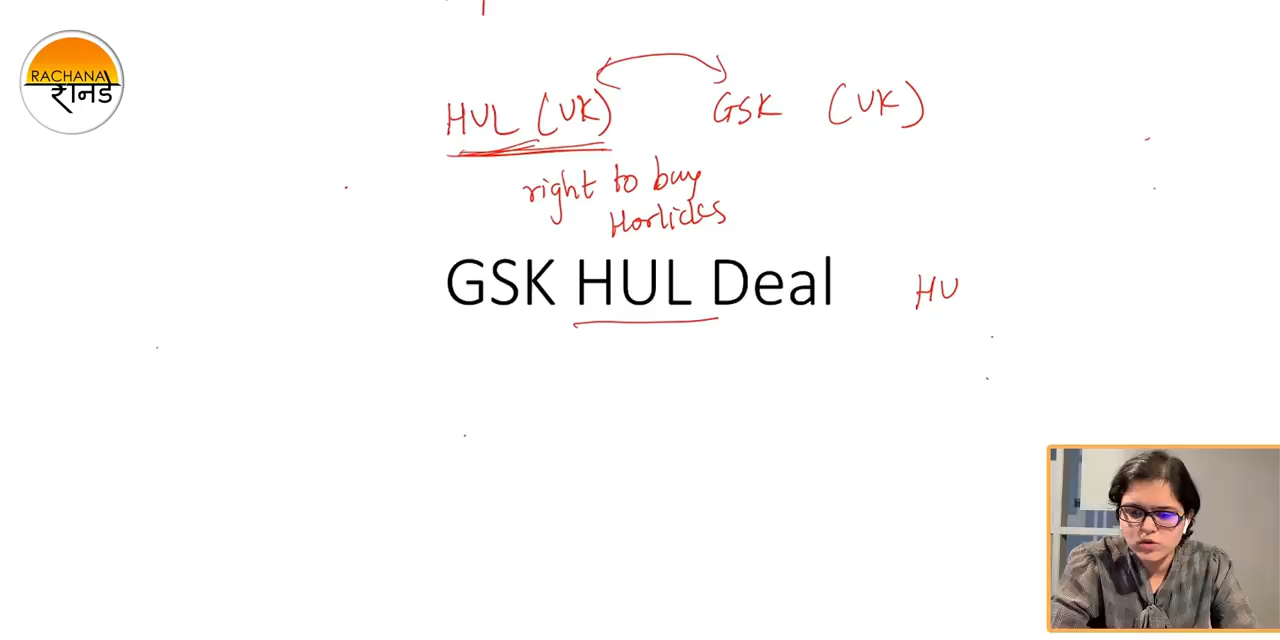 RACHANA
रानडे
HUL (UK) GSK (UK)
right to buy
Horlicks
GSK HUL Deal
HU